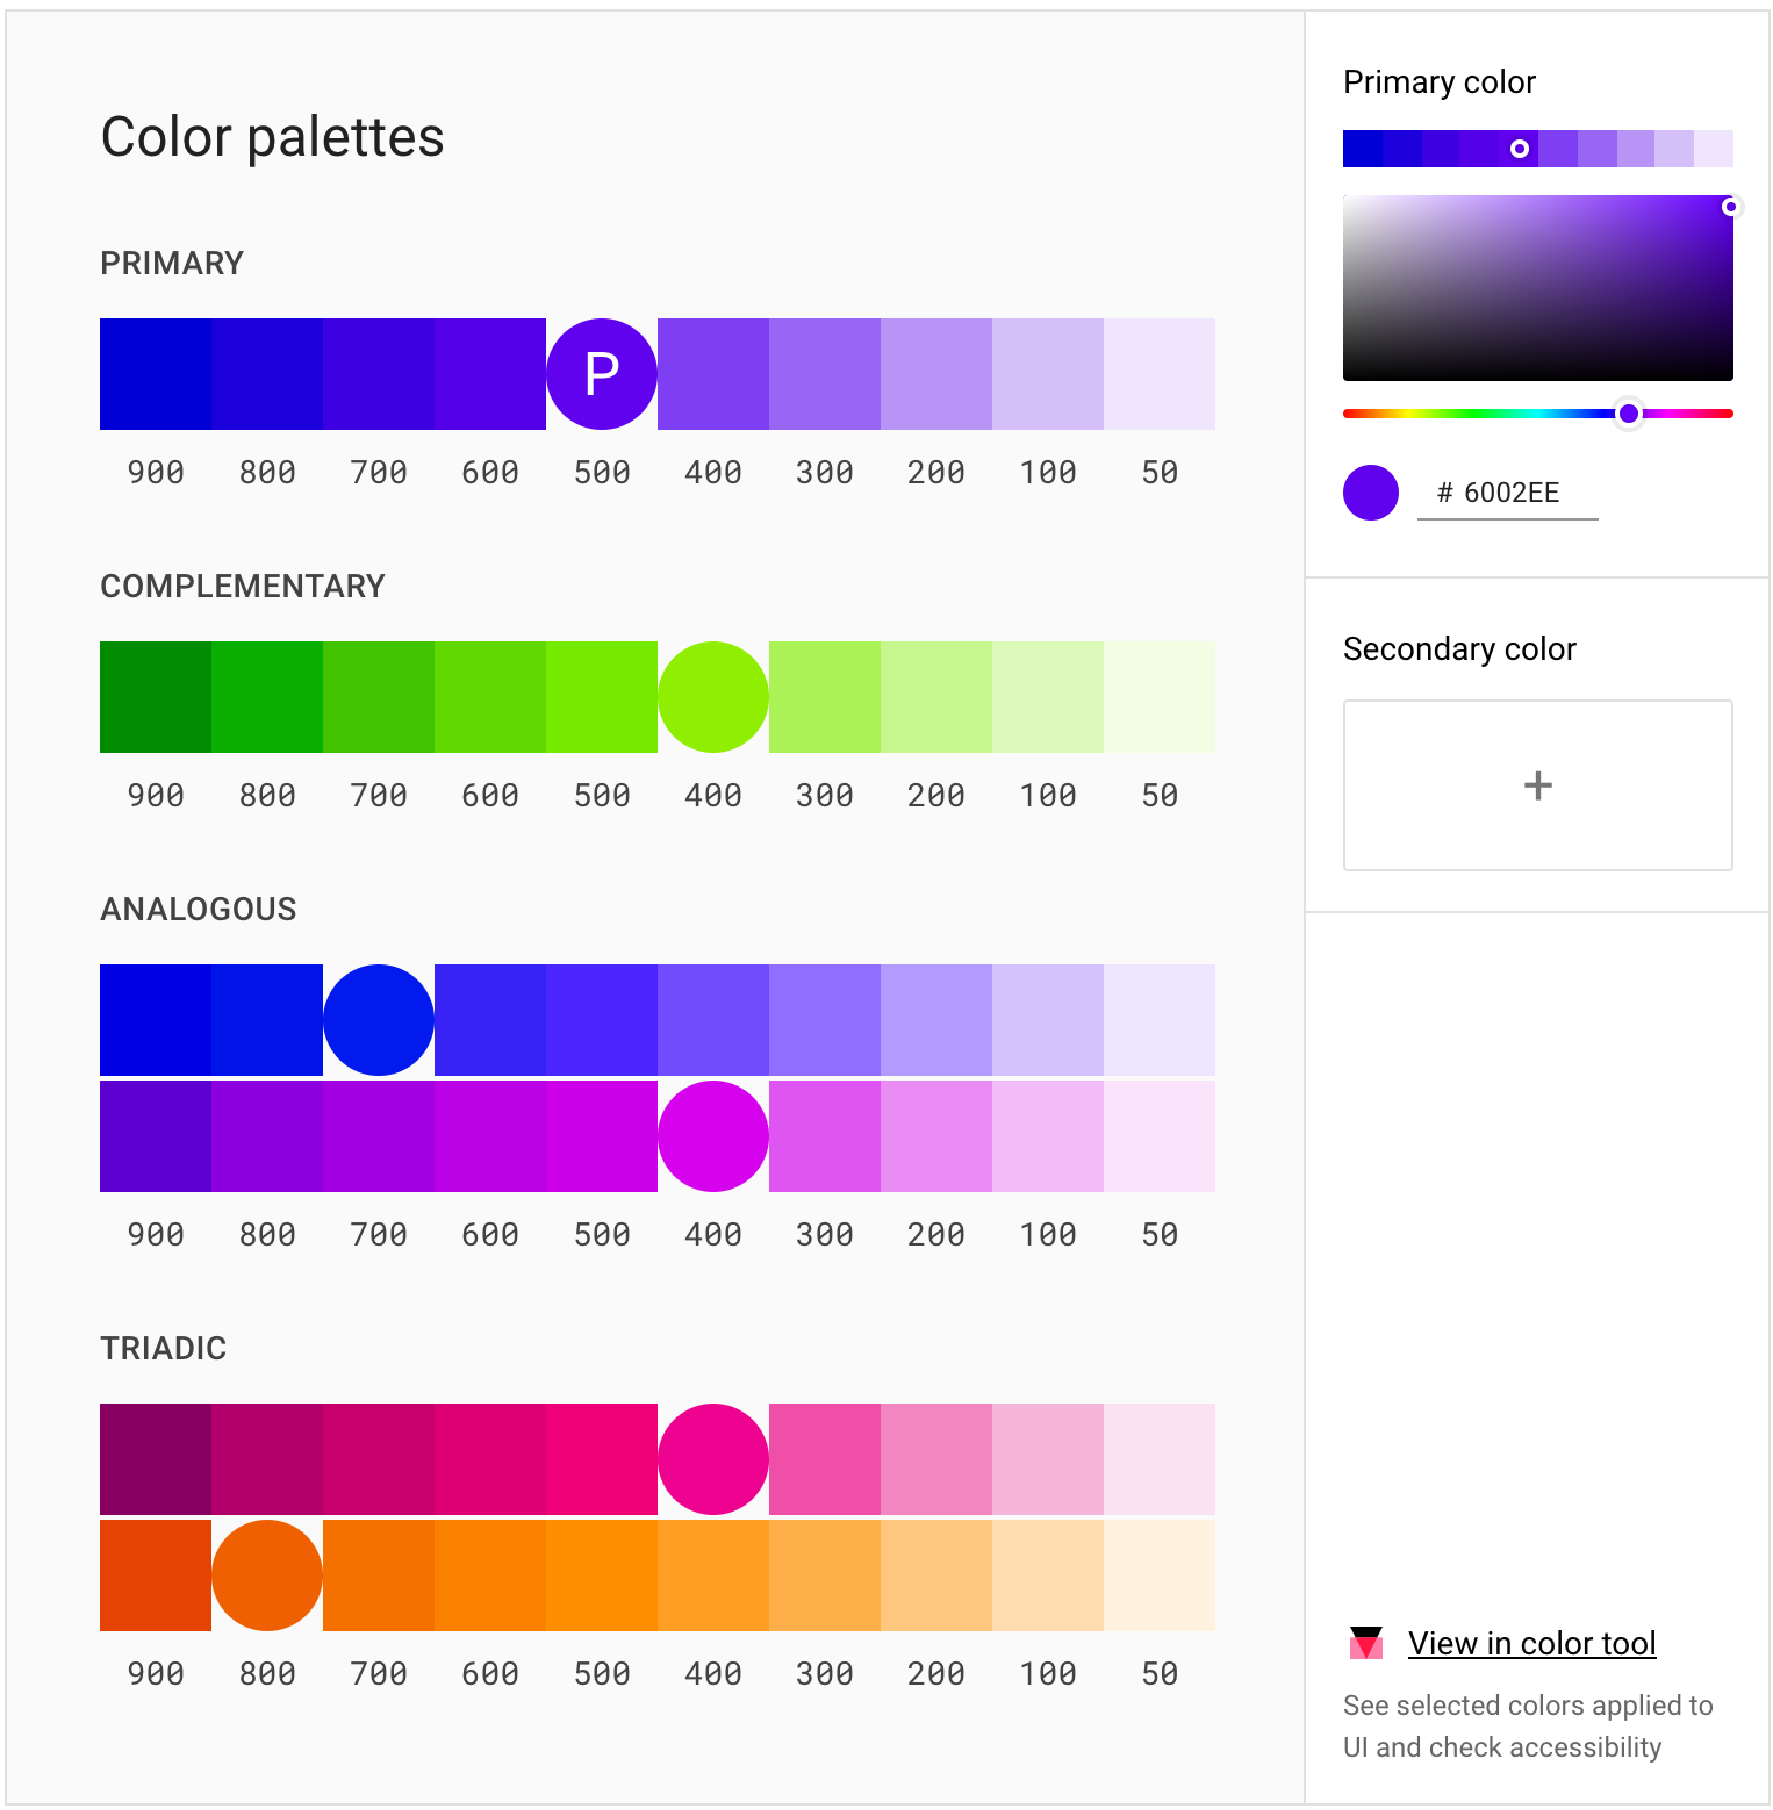 Color palettes
PRIMARY
P
900 800 700 600 500 400 300 200 100 50
COMPLEMENTARY
900 800 700 600 500 400 300 200 100 50
ANALOGOUS
900 800 700 600 500 400 300 200 100 50
TRIADIC
900 800 700 600 500 400 300 200 100 50
Primary color
# 6002EE
Secondary color
+
View in color tool
See selected colors applied to
UI and check accessibility